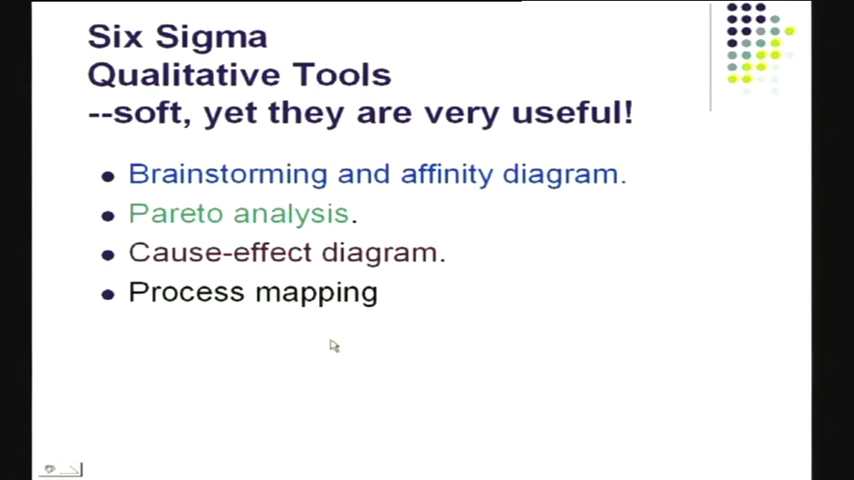 Six Sigma
Qualitative Tools
--soft, yet they are very useful!
Brainstorming and affinity diagram.
Pareto analysis.
Cause-effect diagram.
Process mapping